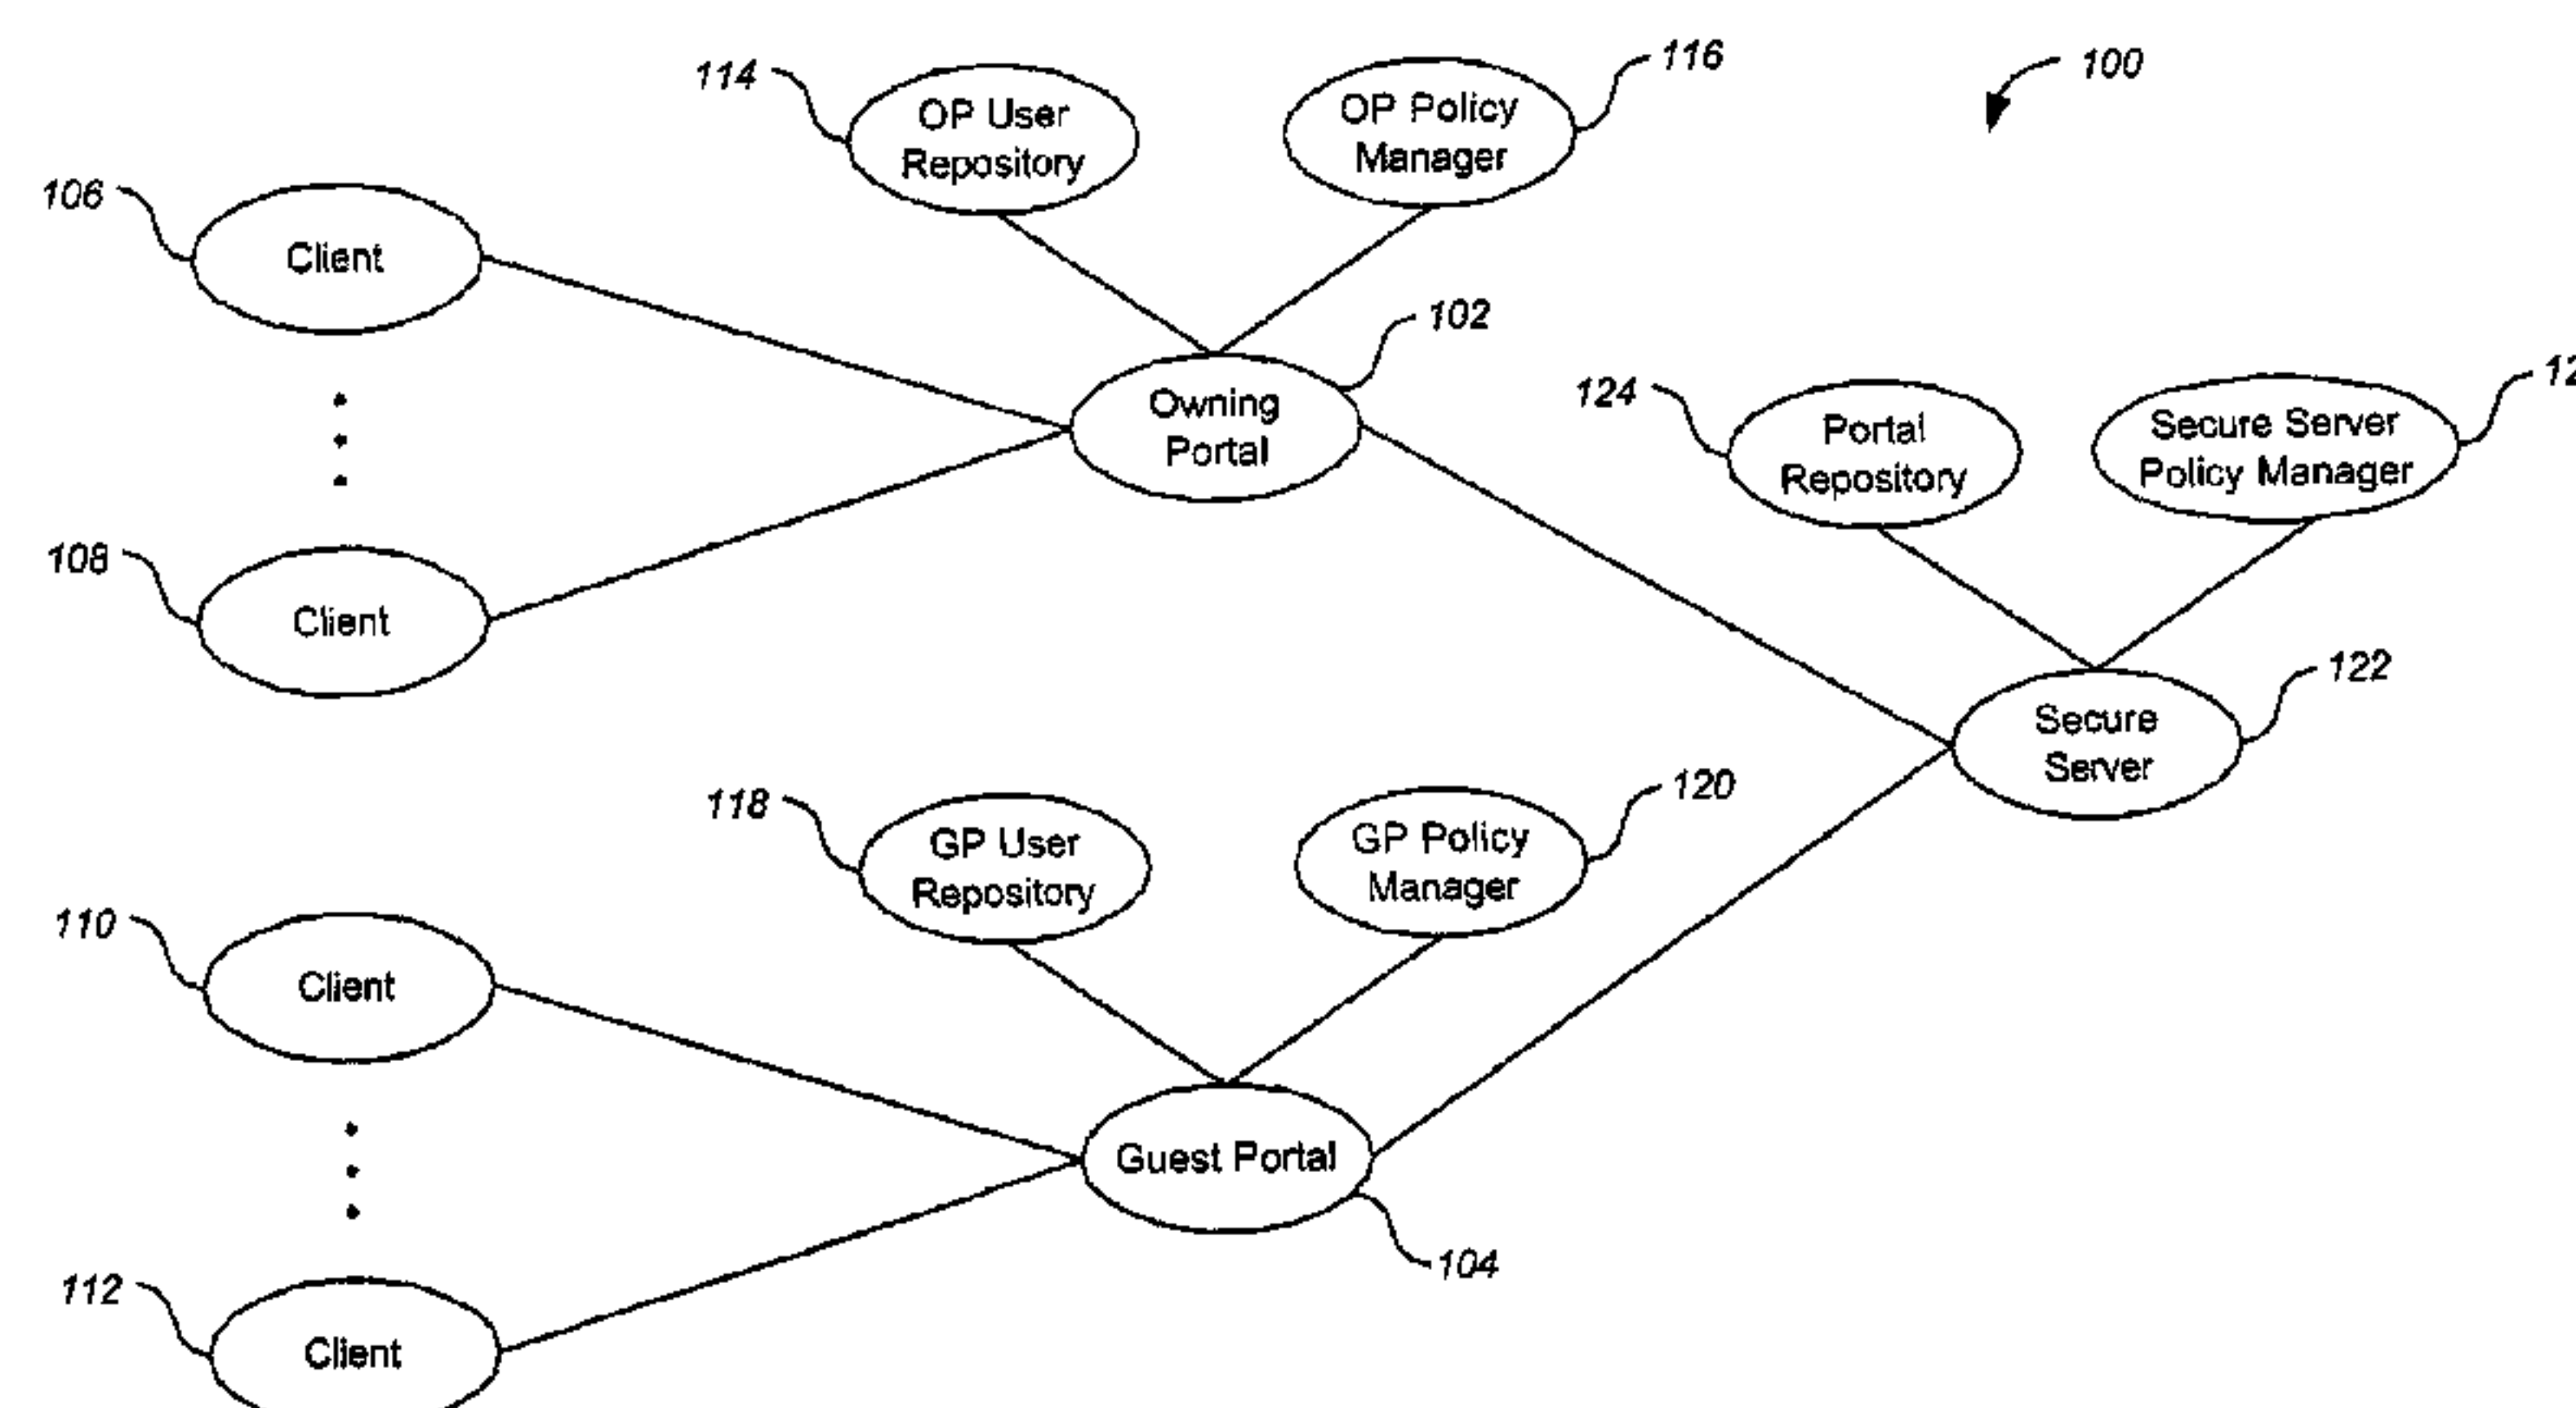 114
OP User
Repository
OP Policy
Manager
116
100
106
Client
102
Owning
Portal
124
Portal
Repository
Secure Server
Policy Manager
108
Client
122
Secure
Server
118
GP User
Repository
GP Policy
Manager
120
110
Client
Guest Portal
104
112
Client